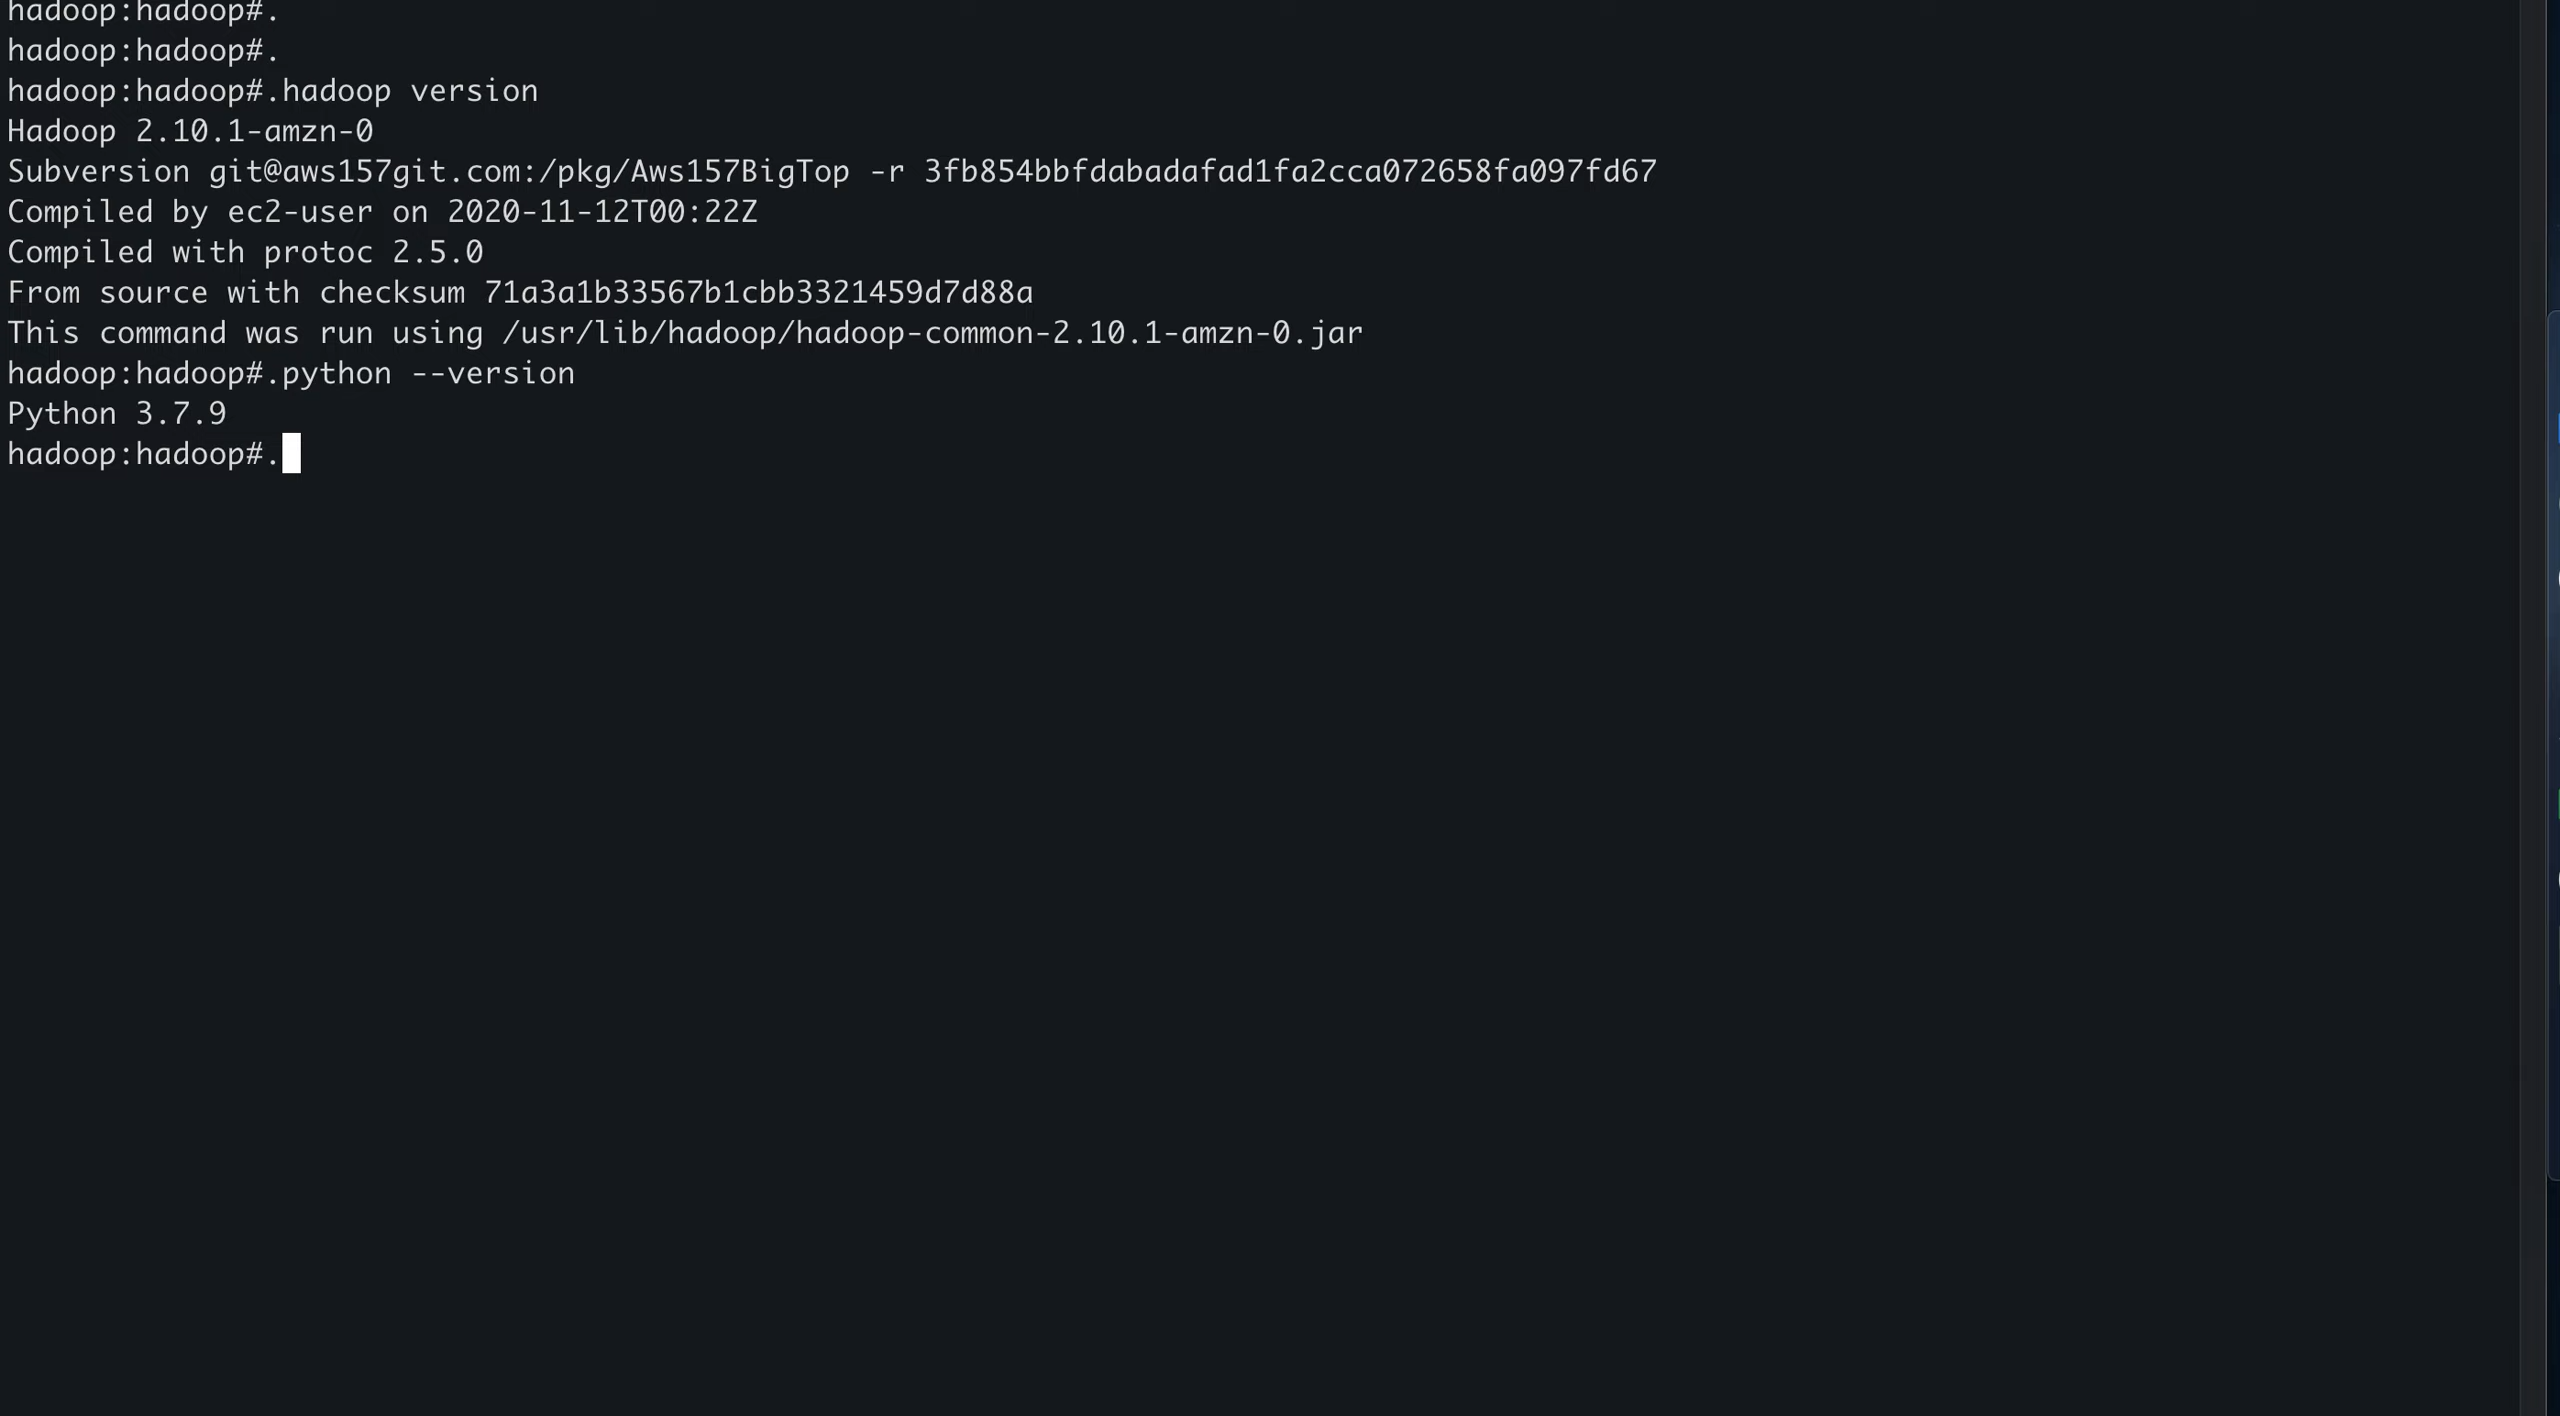 hadoop:hadoop#.
hadoop:hadoop#.
hadoop:hadoop#.hadoop version
Hadoop 2.10.1-amzn-0
Subversion git@aws157git.com:/pkg/Aws157BigTop -r 3fb854bbfdabadafad1fa2cca072658fa097fd67
Compiled by ec2-user on 2020-11-12T00:22Z
Compiled with protoc 2.5.0
From source with checksum 71a3a1b33567b1cbb3321459d7d88a
This command was run using /usr/lib/hadoop/hadoop-common-2.10.1-amzn-0.jar
hadoop:hadoop#.python --version
Python 3.7.9
hadoop:hadoop#.